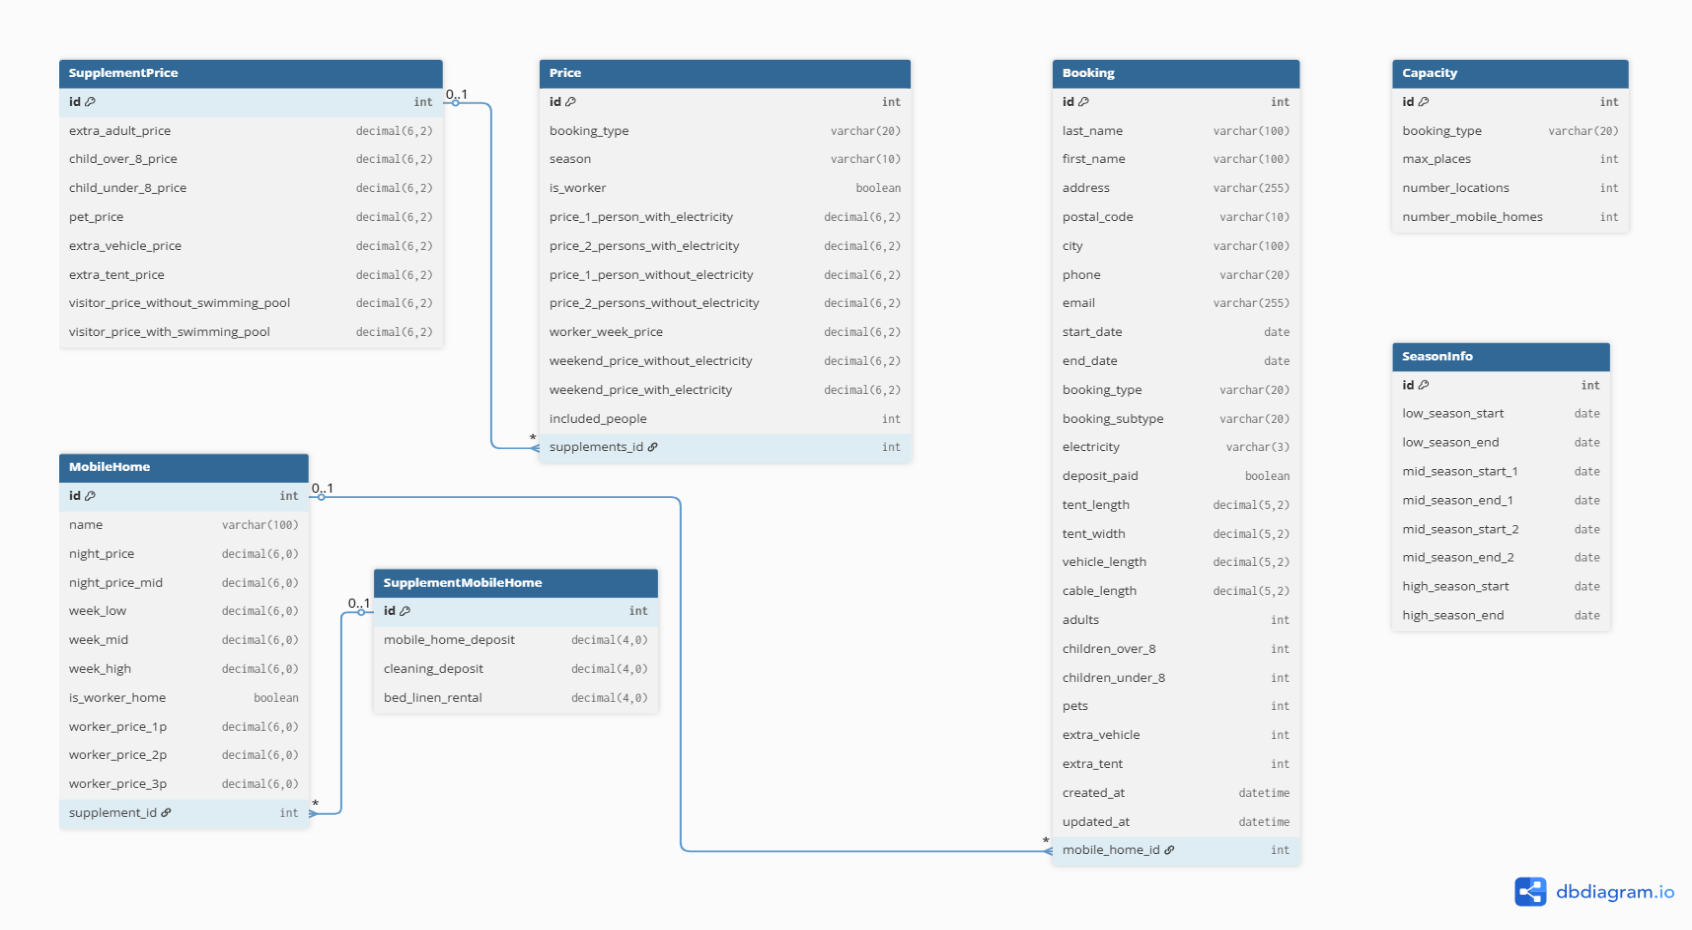 SupplementPrice
id int
extra_adult_price decimal(6,2)
child_over_8_price decimal(6,2)
child_under_8_price decimal(6,2)
pet_price decimal(6,2)
extra_vehicle_price decimal(6,2)
extra_tent_price decimal(6,2)
visitor_price_without_swimming_pool decimal(6,2)
visitor_price_with_swimming_pool decimal(6,2)
0..1
Price
id int
booking_type varchar(20)
season varchar(10)
is_worker boolean
price_1_person_with_electricity decimal(6,2)
price_2_persons_with_electricity decimal(6,2)
price_1_person_without_electricity decimal(6,2)
price_2_persons_without_electricity decimal(6,2)
worker_week_price decimal(6,2)
weekend_price_without_electricity decimal(6,2)
weekend_price_with_electricity decimal(6,2)
included_people int
* supplements_id int
Booking
id int
last_name varchar(100)
first_name varchar(100)
address varchar(255)
postal_code varchar(10)
city varchar(100)
phone varchar(20)
email varchar(255)
start_date date
end_date date
booking_type varchar(20)
booking_subtype varchar(20)
electricity varchar(3)
deposit_paid boolean
tent_length decimal(5,2)
tent_width decimal(5,2)
vehicle_length decimal(5,2)
cable_length decimal(5,2)
adults int
children_over_8 int
children_under_8 int
pets int
extra_vehicle int
extra_tent int
created_at datetime
updated_at datetime
* mobile_home_id int
Capacity
id int
booking_type varchar(20)
max_places int
number_locations int
number_mobile_homes int
SeasonInfo
id int
low_season_start date
low_season_end date
mid_season_start_1 date
mid_season_end_1 date
mid_season_start_2 date
mid_season_end_2 date
high_season_start date
high_season_end date
MobileHome
id int
0..1
name varchar(100)
night_price decimal(6,0)
night_price_mid decimal(6,0)
week_low decimal(6,0)
week_mid decimal(6,0)
week_high decimal(6,0)
is_worker_home boolean
worker_price_1p decimal(6,0)
worker_price_2p decimal(6,0)
worker_price_3p decimal(6,0)
supplement_id int *
SupplementMobileHome
0..1
id int
mobile_home_deposit decimal(4,0)
cleaning_deposit decimal(4,0)
bed_linen_rental decimal(4,0)
dbdiagram.io